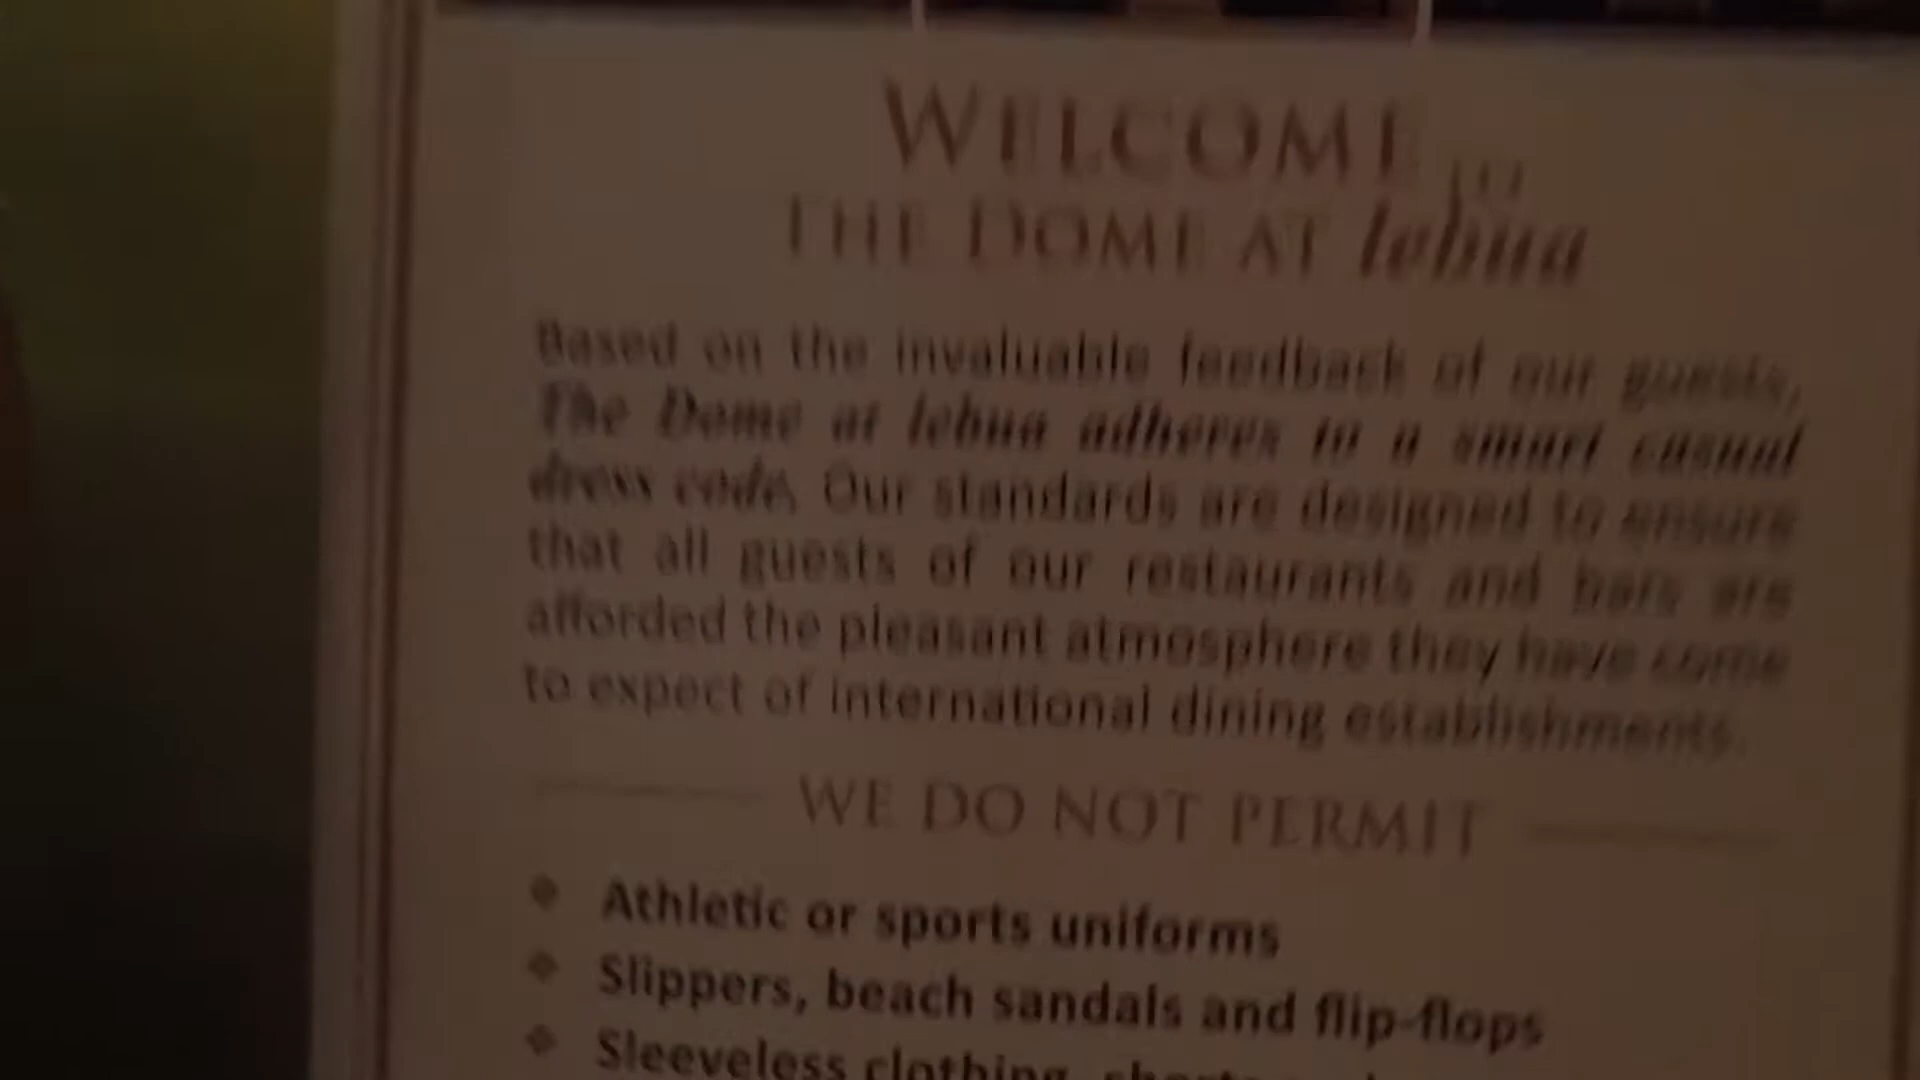 WELCOME TO
THE DOME AT lebua
Based on the invaluable feedback of our guests,
The Dome at lebua adheres to a smart casual
dress code. Our standards are designed to ensure
that all guests of our restaurants and bars are
afforded the pleasant atmosphere they have come
to expect of international dining establishments.
WE DO NOT PERMIT
Athletic or sports uniforms
Slippers, beach sandals and flip-flops
Sleeveless clothing,